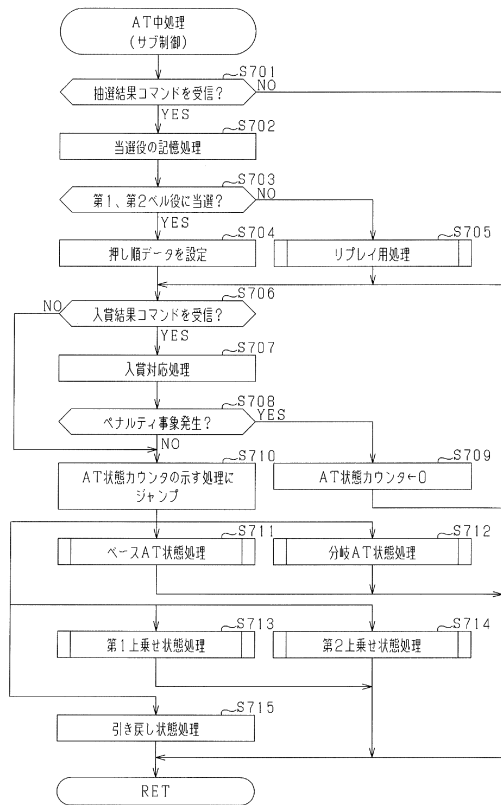 AT中処理
(サブ制御)
S701
抽選結果コマンドを受信?
NO
YES
S702
当選役の記憶処理
S703
第1、第2ベル役に当選?
NO
YES
S704
押し順データを設定
S705
リプレイ用処理
S706
NO
入賞結果コマンドを受信?
YES
S707
入賞対応処理
S708
ペナルティ事象発生?
YES
NO
S710
AT状態カウンタの示す処理に
ジャンプ
S709
AT状態カウンタ←0
S711
ベースAT状態処理
S712
分岐AT状態処理
S713
第1上乗せ状態処理
S714
第2上乗せ状態処理
S715
引き戻し状態処理
RET